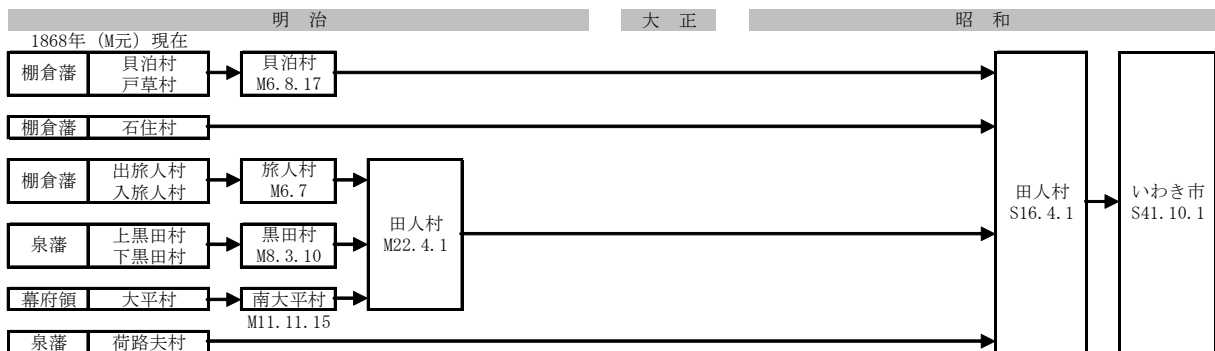 明 治
大 正
昭 和
1868年 (M元) 現在
棚倉藩
貝泊村
戸草村
貝泊村
M6.8.17
棚倉藩
石住村
棚倉藩
出旅人村
入旅人村
旅人村
M6.7
泉藩
上黒田村
下黒田村
黒田村
M8.3.10
幕府領
大平村
南大平村
M11.11.15
田人村
M22.4.1
泉藩
荷路夫村
田人村
S16.4.1
いわき市
S41.10.1